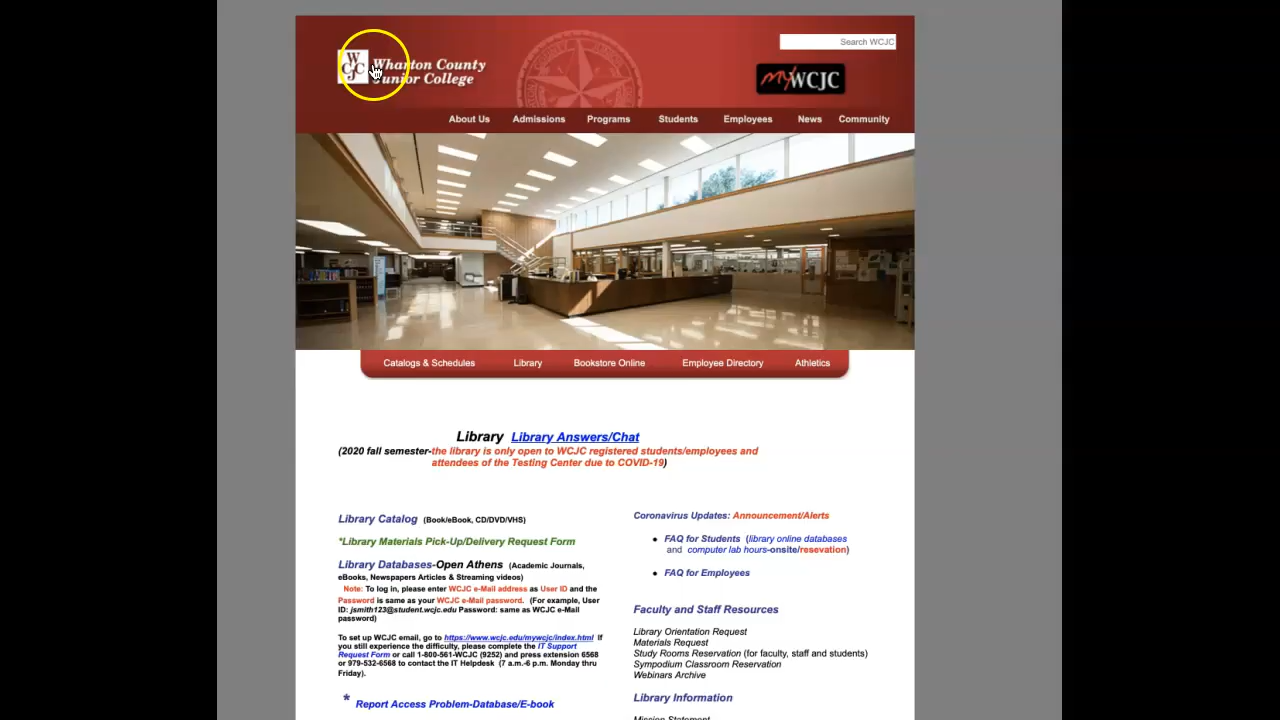 Search WCJC
W
CJC
Wharton County
Junior College
myWCJC
About Us Admissions Programs Students Employees News Community
Catalogs & Schedules Library Bookstore Online Employee Directory Athletics
Library Library Answers/Chat
(2020 fall semester-the library is only open to WCJC registered students/employees and
attendees of the Testing Center due to COVID-19)
Library Catalog (Book/eBook, CD/DVD/VHS)
*Library Materials Pick-Up/Delivery Request Form
Library Databases-Open Athens (Academic Journals,
eBooks, Newspapers Articles & Streaming videos)
Note: To log in, please enter WCJC e-Mail address as User ID and the
Password is same as your WCJC e-Mail password. (For example, User
ID: jsmith123@student.wcjc.edu Password: same as WCJC e-Mail
password)
To set up WCJC email, go to https://www.wcjc.edu/mywcjc/index.html If
you still experience the difficulty, please complete the IT Support
Request Form or call 1-800-561-WCJC (9252) and press extension 6568
or 979-532-6568 to contact the IT Helpdesk (7 a.m.-6 p.m. Monday thru
Friday).
* Report Access Problem-Database/E-book
Coronavirus Updates: Announcement/Alerts
• FAQ for Students (library online databases
and computer lab hours-onsite/resevation)
• FAQ for Employees
Faculty and Staff Resources
Library Orientation Request
Materials Request
Study Rooms Reservation (for faculty, staff and students)
Sympodium Classroom Reservation
Webinars Archive
Library Information
Mission Statement